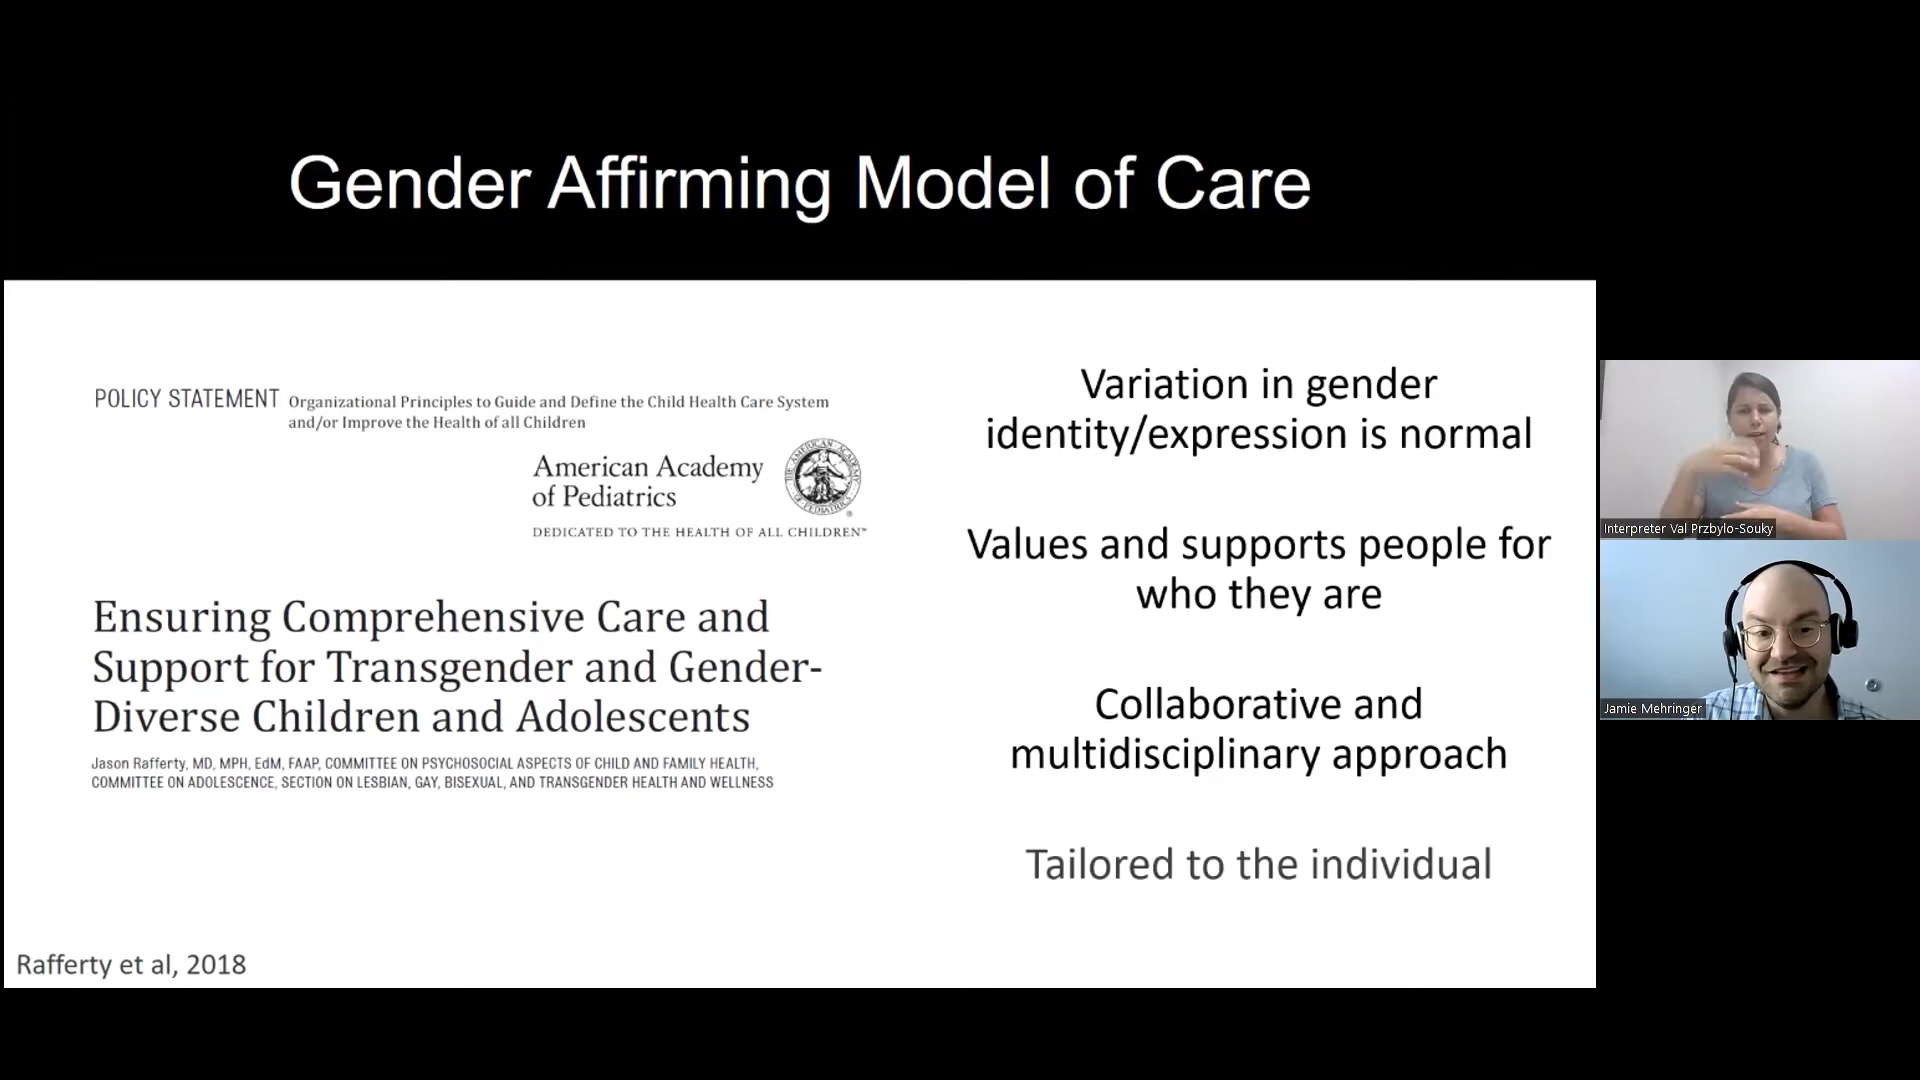 Gender Affirming Model of Care
POLICY STATEMENT Organizational Principles to Guide and Define the Child Health Care System
and/or Improve the Health of all Children
American Academy
of Pediatrics
DEDICATED TO THE HEALTH OF ALL CHILDREN™
Ensuring Comprehensive Care and
Support for Transgender and Gender-
Diverse Children and Adolescents
Jason Rafferty, MD, MPH, EdM, FAAP, COMMITTEE ON PSYCHOSOCIAL ASPECTS OF CHILD AND FAMILY HEALTH,
COMMITTEE ON ADOLESCENCE, SECTION ON LESBIAN, GAY, BISEXUAL, AND TRANSGENDER HEALTH AND WELLNESS
Rafferty et al, 2018
Variation in gender
identity/expression is normal
Values and supports people for
who they are
Collaborative and
multidisciplinary approach
Tailored to the individual
Interpreter Val Przbylo-Souky
Jamie Mehringer